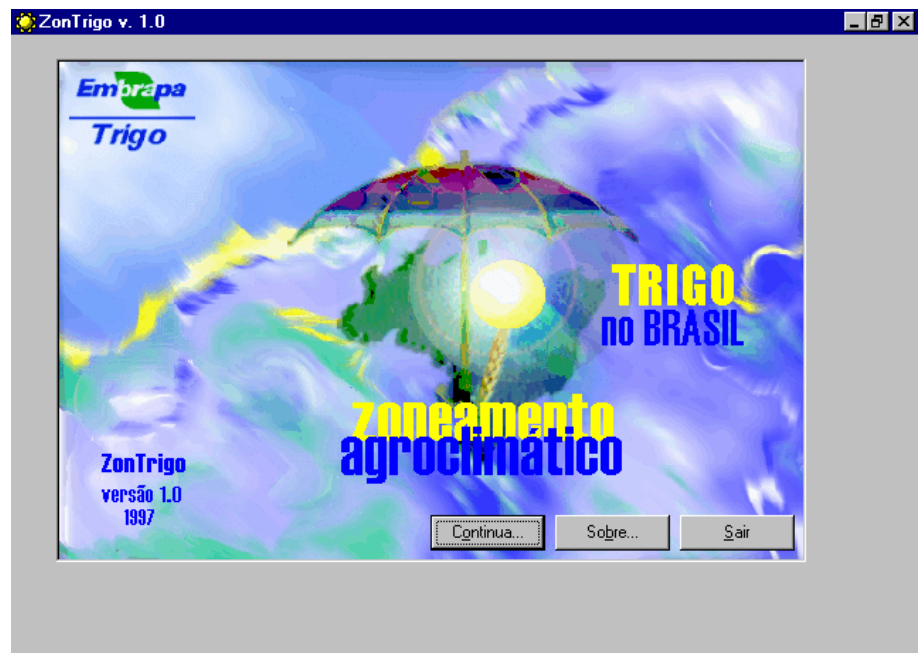 ZonTrigo v. 1.0
Embrapa
Trigo
TRIGO
no BRASIL
zoneamento
agroclimático
ZonTrigo
versão 1.0
1997
Continua...
Sobre...
Sair